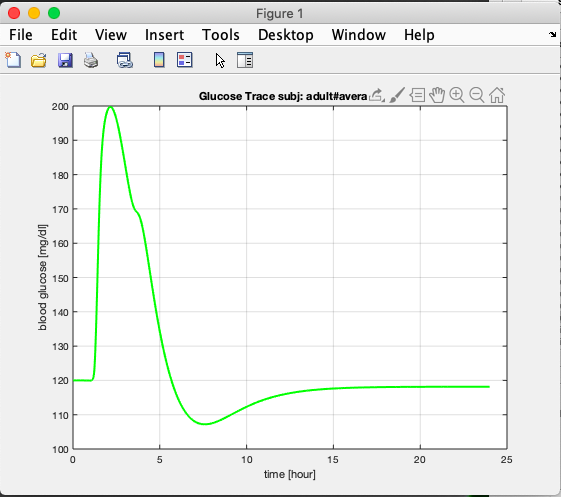 Figure 1
File Edit View Insert Tools Desktop Window Help
Glucose Trace subj: adult#avera
200
190
180
170
160
150
140
130
120
110
100
blood glucose [mg/dl]
0 5 10 15 20 25
time [hour]